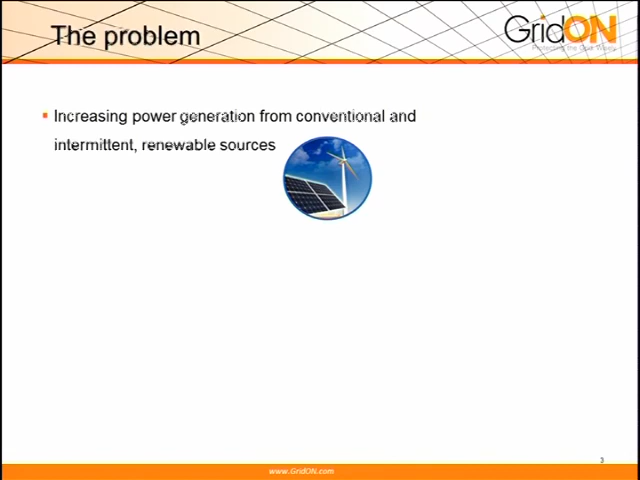 The problem
GridON
Protecting the Grid. Wisely.
Increasing power generation from conventional and
intermittent, renewable sources
3
www.GridON.com